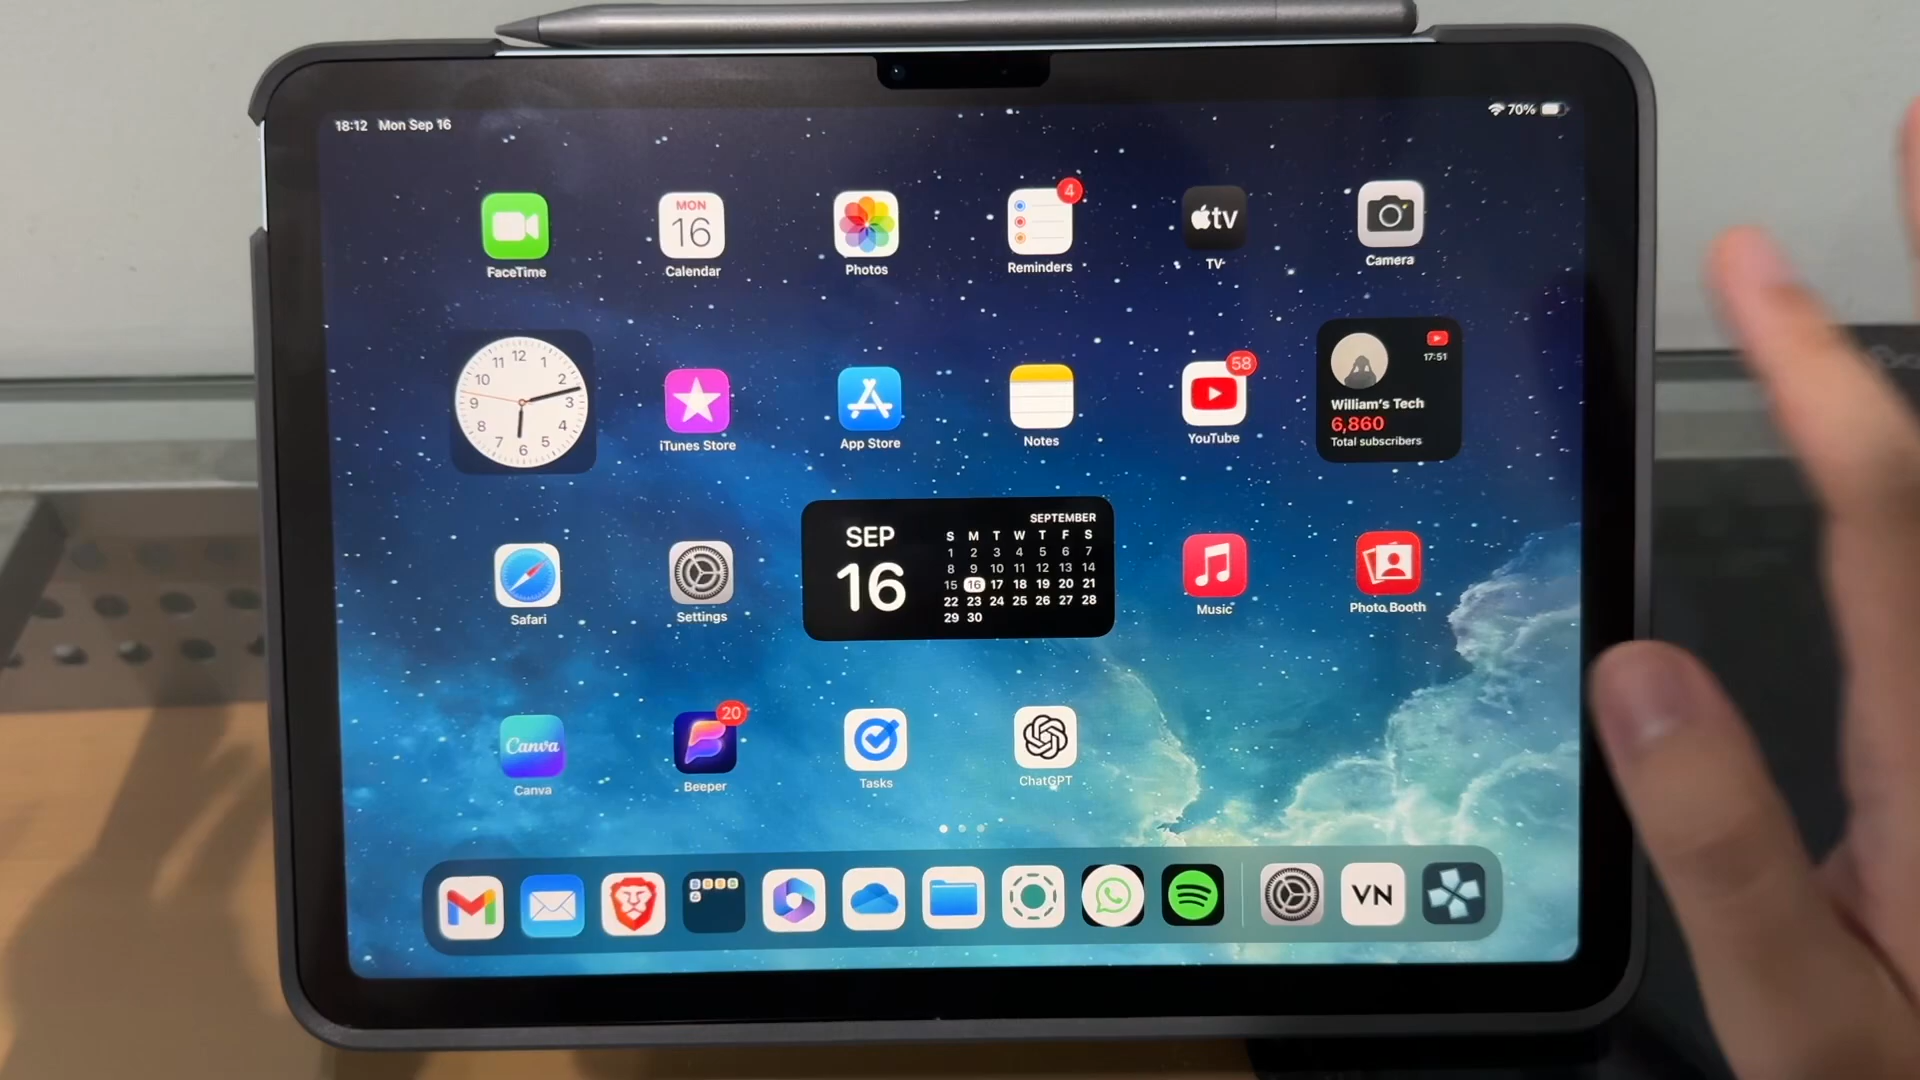 18:12 Mon Sep 16
70%
MON
16
4
tv
FaceTime
Calendar
Photos
Reminders
TV
Camera
12
1
2
3
4
5
6
7
8
9
10
11
58
17:51
William's Tech
6,860
Total subscribers
iTunes Store
App Store
Notes
YouTube
SEP
16
SEPTEMBER
S M T W T F S
1 2 3 4 5 6 7
8 9 10 11 12 13 14
15 16 17 18 19 20 21
22 23 24 25 26 27 28
29 30
Safari
Settings
Music
Photo Booth
Canva
20
Canva
Beeper
Tasks
ChatGPT
VN